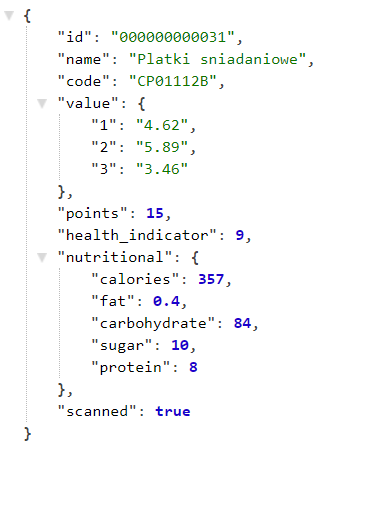 {
"id": "000000000031",
"name": "Platki sniadaniowe",
"code": "CP01112B",
"value": {
"1": "4.62",
"2": "5.89",
"3": "3.46"
},
"points": 15,
"health_indicator": 9,
"nutritional": {
"calories": 357,
"fat": 0.4,
"carbohydrate": 84,
"sugar": 10,
"protein": 8
},
"scanned": true
}